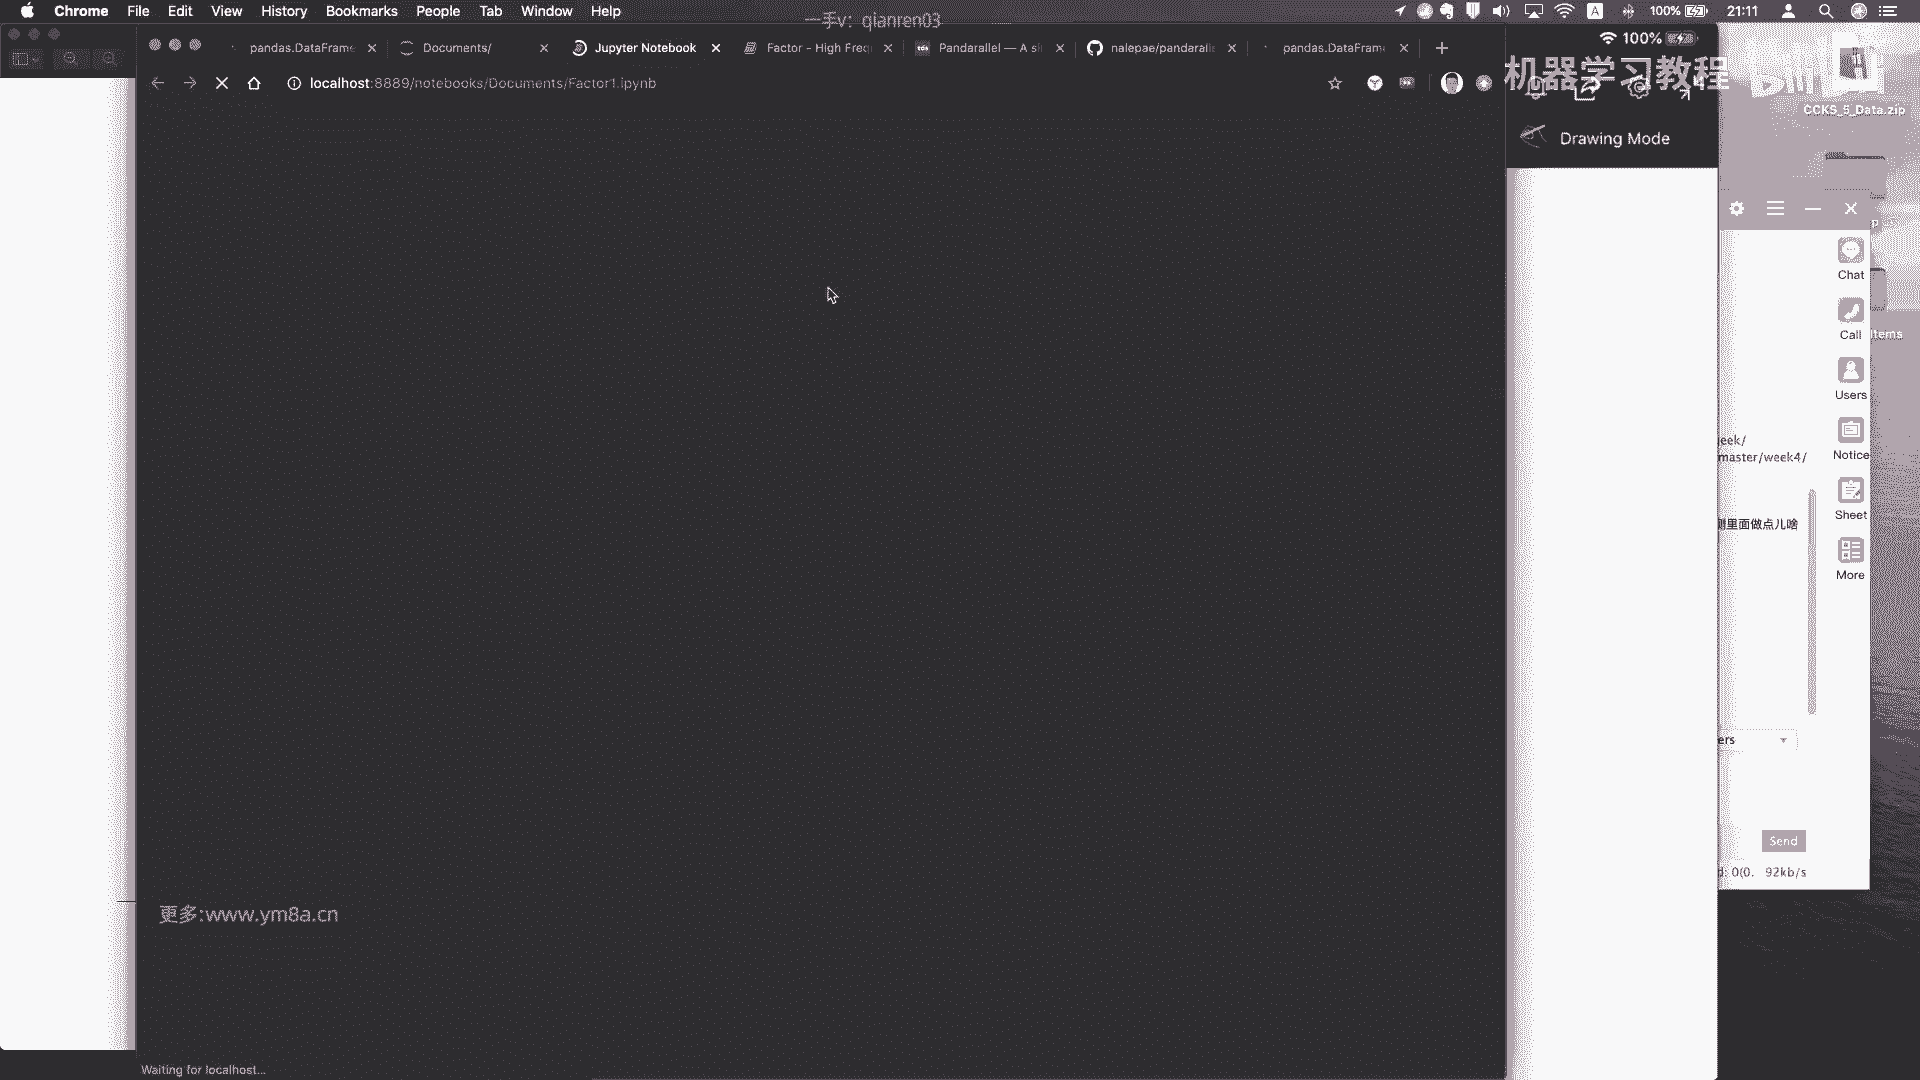 Chrome File Edit View History Bookmarks People Tab Window Help
一手v: qianren03
100% 21:11
pandas.DataFrame
Documents/
Jupyter Notebook
Factor - High Freq
Pandarallel — A si
nalepae/pandarall
pandas.DataFram
100%
localhost:8889/notebooks/Documents/Factor1.ipynb
机器学习教程
bilibili
CCKS_5_Data.zip
Drawing Mode
Chat
Call
Items
Users
eek/
master/week4/
Notice
Sheet
里面做点儿啥
More
ers
Send
d: 0(0. 92kb/s
更多:www.ym8a.cn
Waiting for localhost...